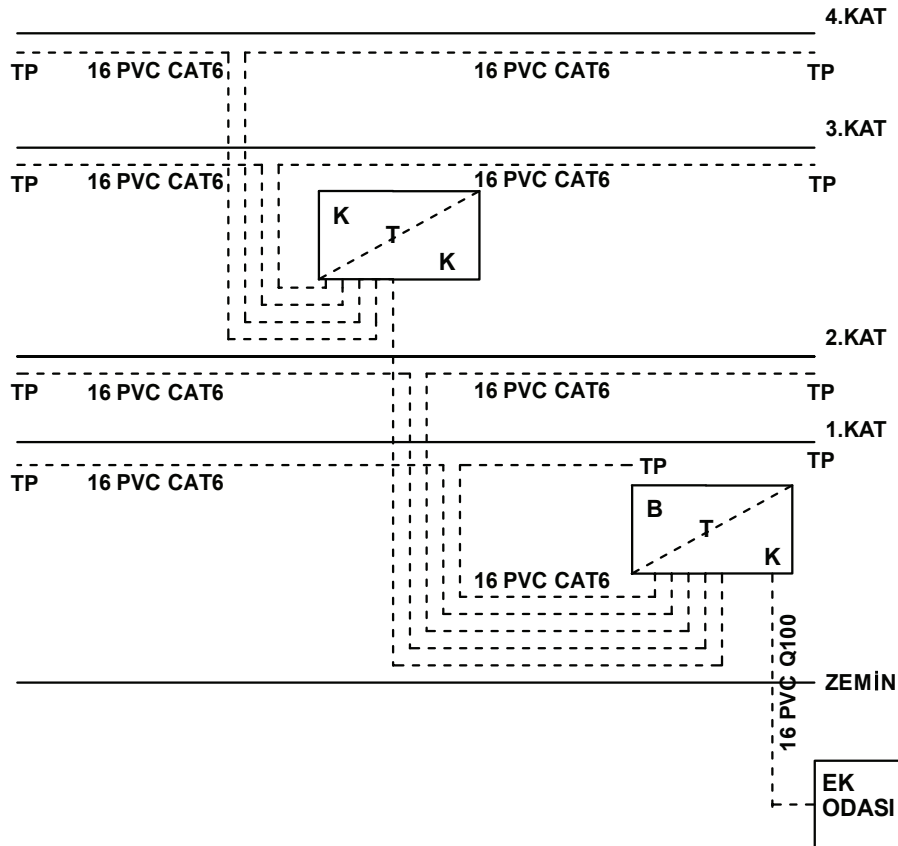 4.KAT
TP 16 PVC CAT6 16 PVC CAT6 TP
3.KAT
TP 16 PVC CAT6 16 PVC CAT6 TP
K
T
K
2.KAT
TP 16 PVC CAT6 16 PVC CAT6 TP
1.KAT
TP 16 PVC CAT6 TP TP
B
T
K
16 PVC CAT6
16 PVC Q100
ZEMİN
EK
ODASI